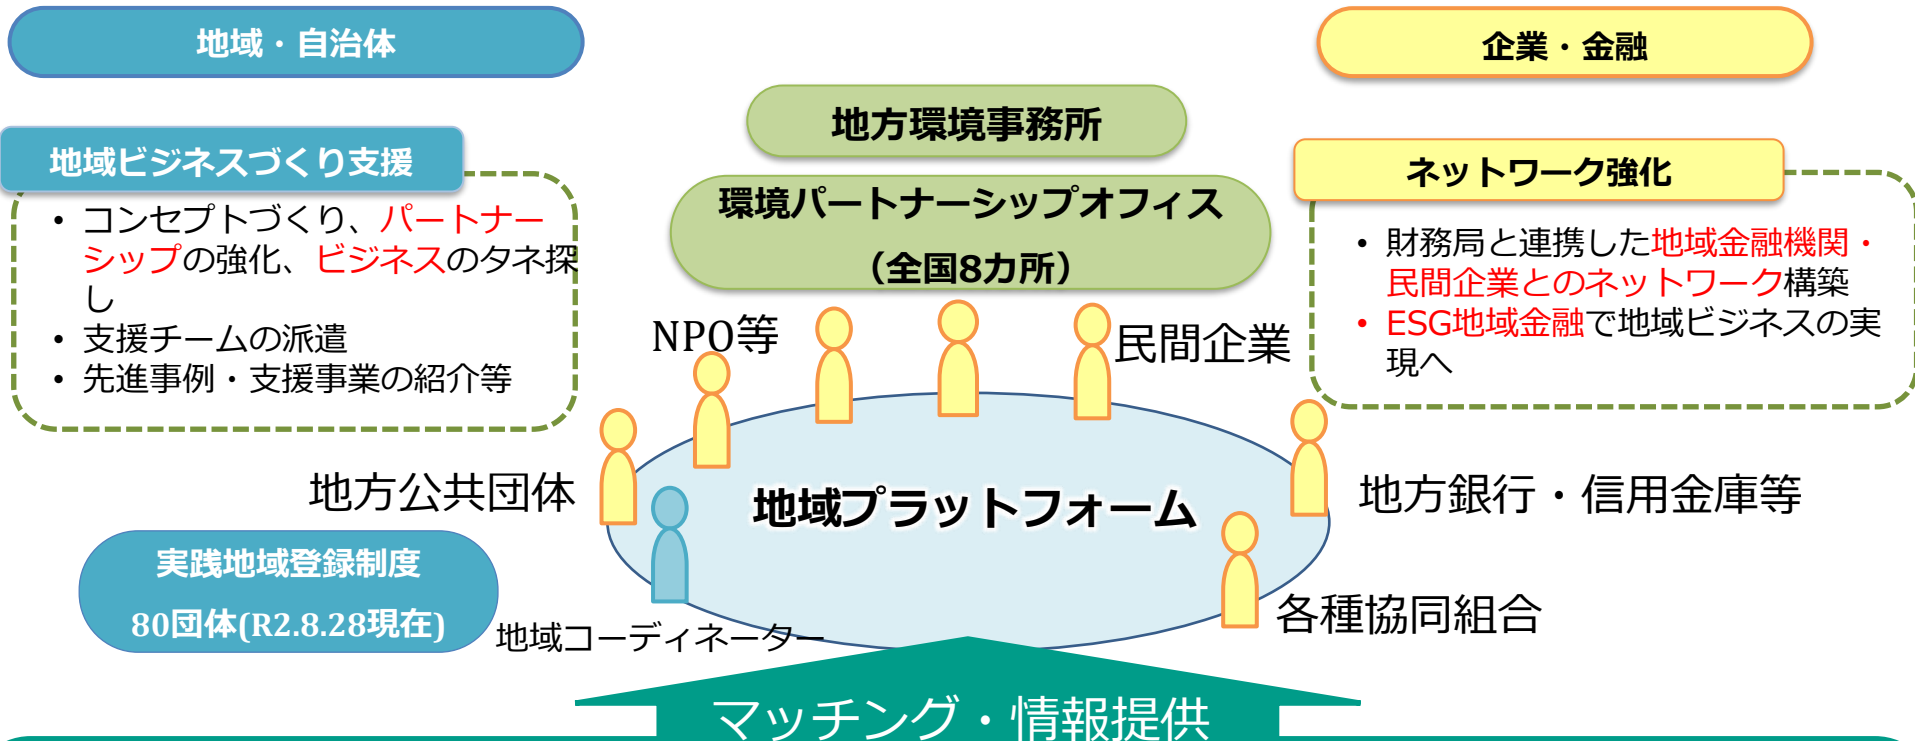 地域・自治体
企業・金融
地方環境事務所
地域ビジネスづくり支援
・コンセプトづくり、パートナー
シップの強化、ビジネスのタネ探
し
・支援チームの派遣
・先進事例・支援事業の紹介等
環境パートナーシップオフィス
（全国8カ所）
ネットワーク強化
・財務局と連携した地域金融機関・
民間企業とのネットワーク構築
・ESG地域金融で地域ビジネスの実
現へ
NPO等
民間企業
地方公共団体
地域プラットフォーム
地方銀行・信用金庫等
実践地域登録制度
80団体(R2.8.28現在)
地域コーディネーター
各種協同組合
マッチング・情報提供